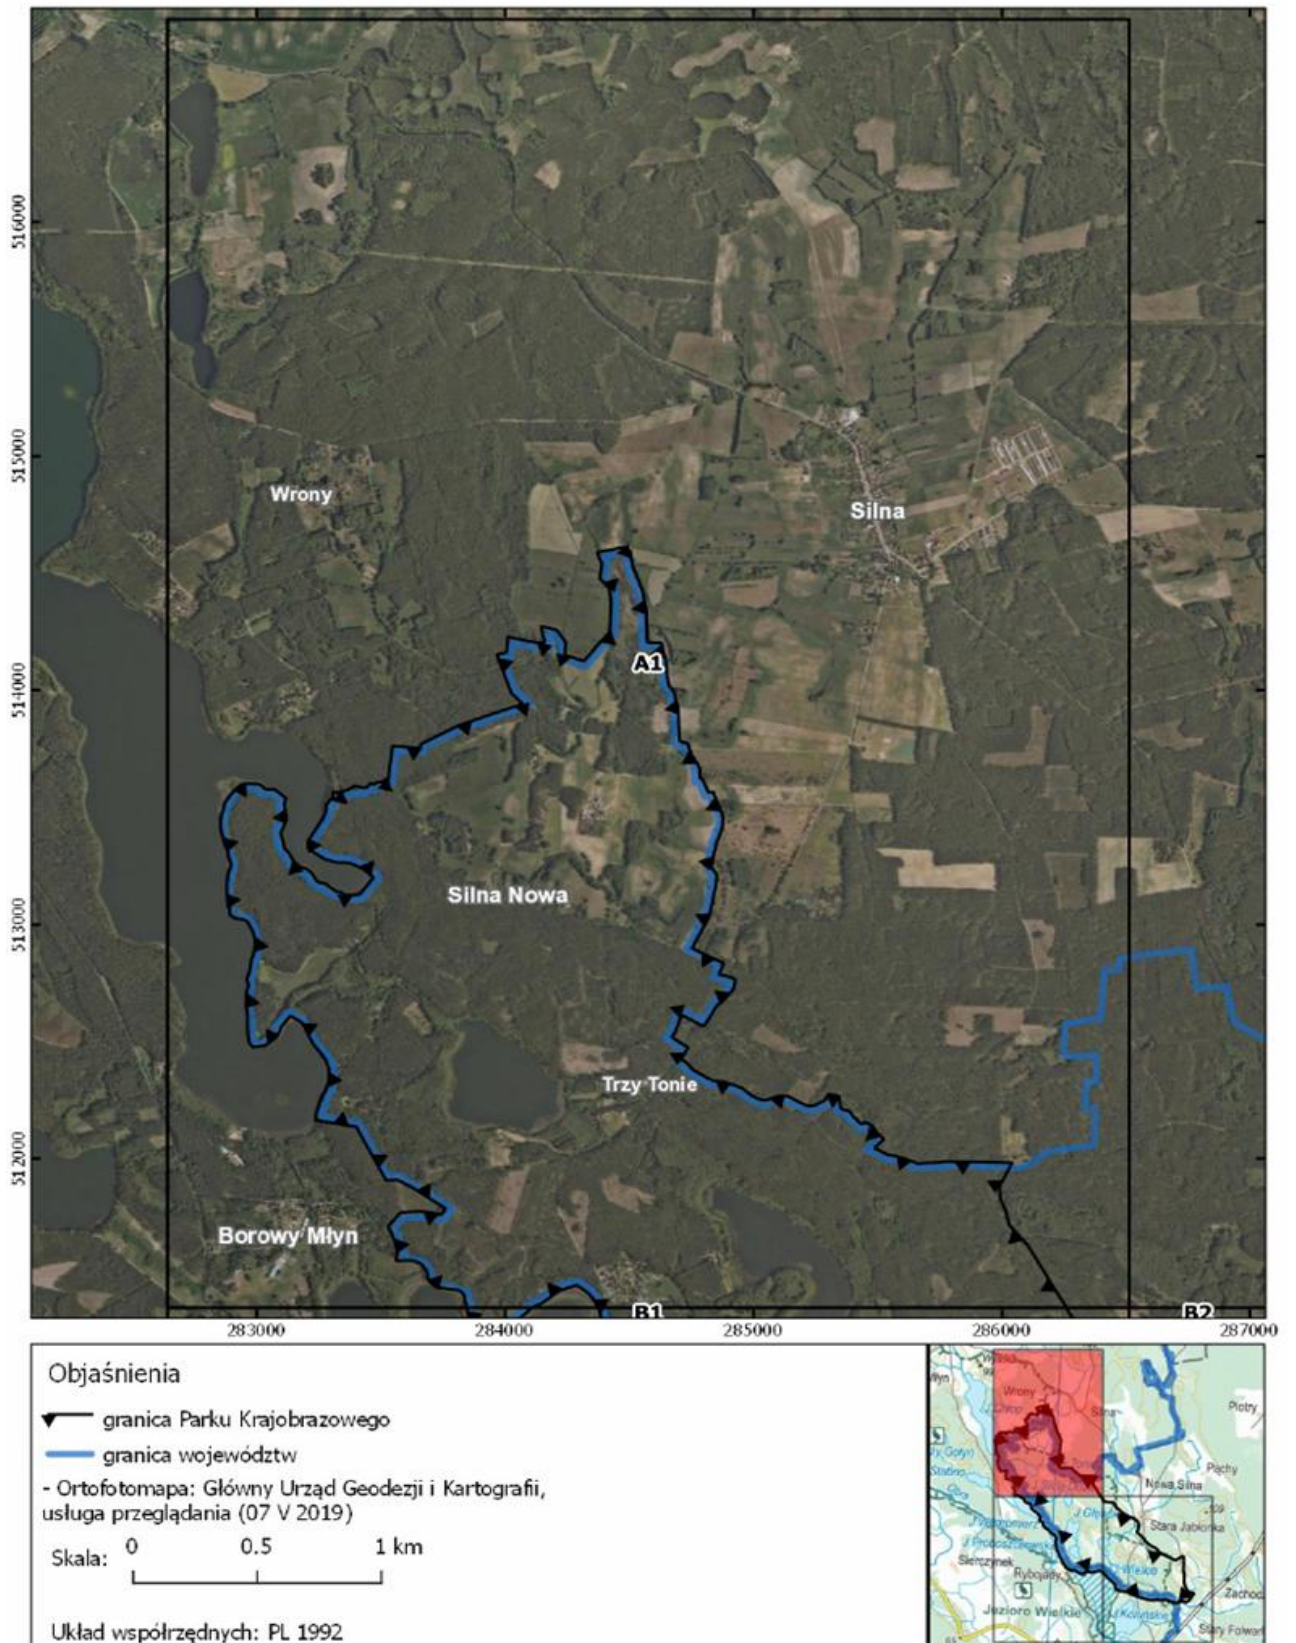 516000
515000
514000
513000
512000
Wrony
Silna
A1
Silna Nowa
Trzy Tonie
Borowy Młyn
B1
B2
283000
284000
285000
286000
287000
Objaśnienia
granica Parku Krajobrazowego
granica województw
- Ortofotomapa: Główny Urząd Geodezji i Kartografii,
usługa przeglądania (07 V 2019)
Skala:
0
0.5
1 km
Układ współrzędnych: PL 1992
Wrony
Silna
Piotry
Pąchy
Nowa Silna
Stara Jabłonka
Sierczynek
Rybojady
Jezioro Wielkie
Zachod
Stary Folwar